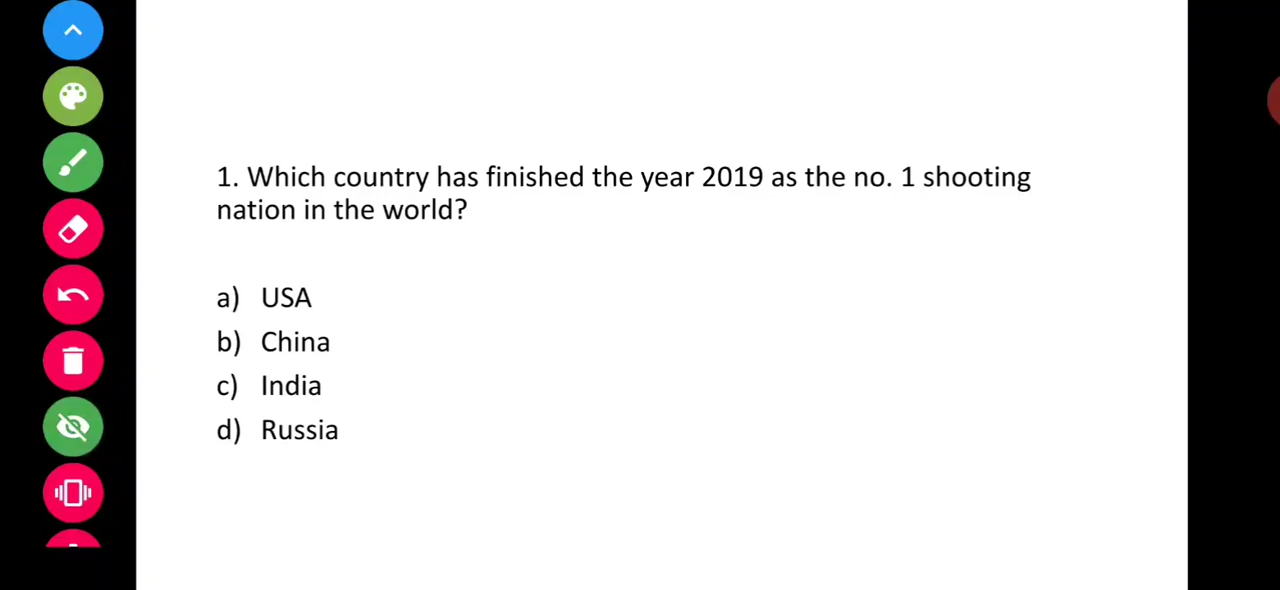 1. Which country has finished the year 2019 as the no. 1 shooting
nation in the world?
a) USA
b) China
c) India
d) Russia